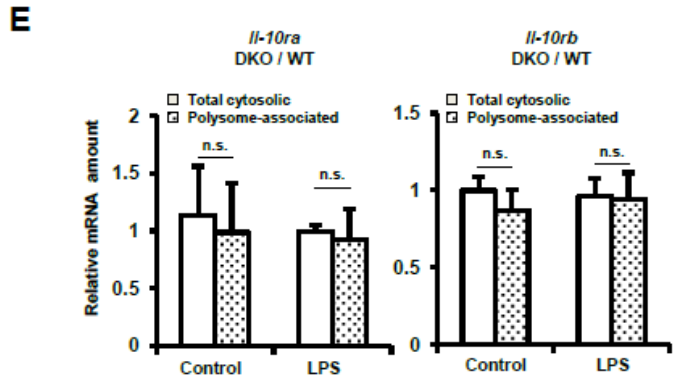 E
Il-10ra
DKO / WT
Total cytosolic
Polysome-associated
n.s.
n.s.
Relative mRNA amount
2
1.5
1
0.5
0
Control
LPS
Il-10rb
DKO / WT
Total cytosolic
Polysome-associated
n.s.
n.s.
1.5
1
0.5
0
Control
LPS